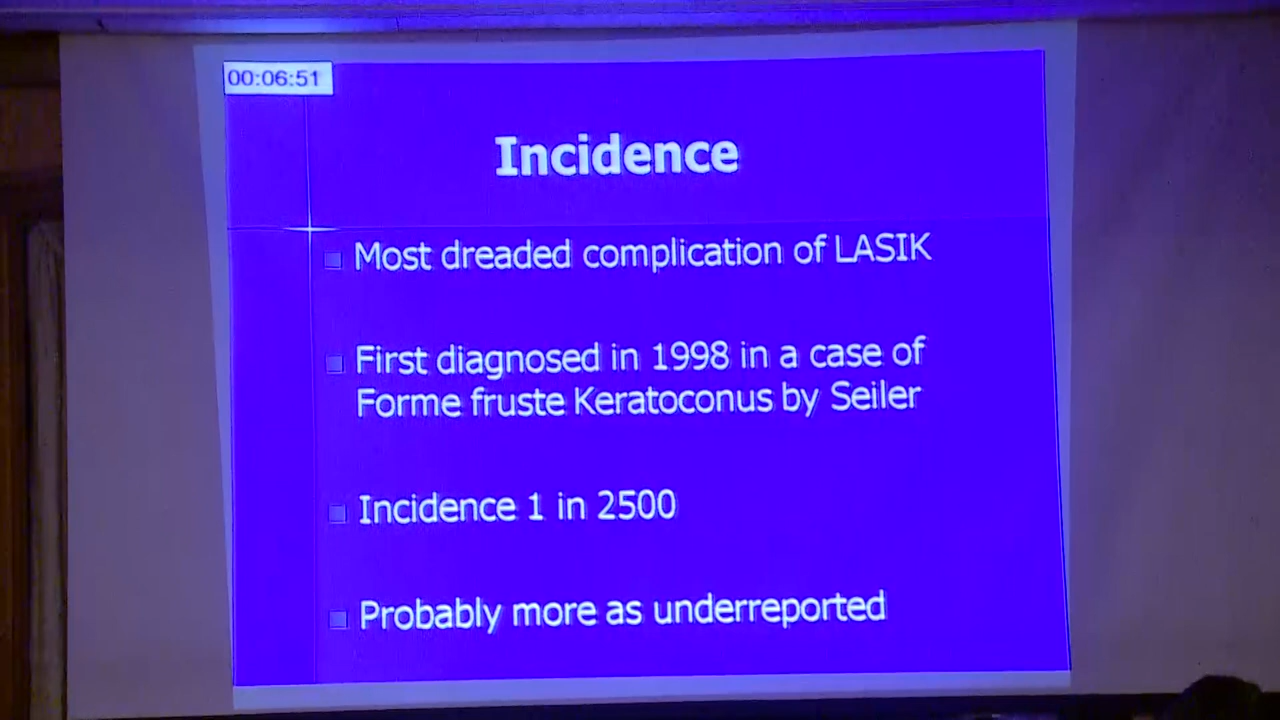 00:06:51
Incidence
Most dreaded complication of LASIK
First diagnosed in 1998 in a case of
Forme fruste Keratoconus by Seiler
Incidence 1 in 2500
Probably more as underreported